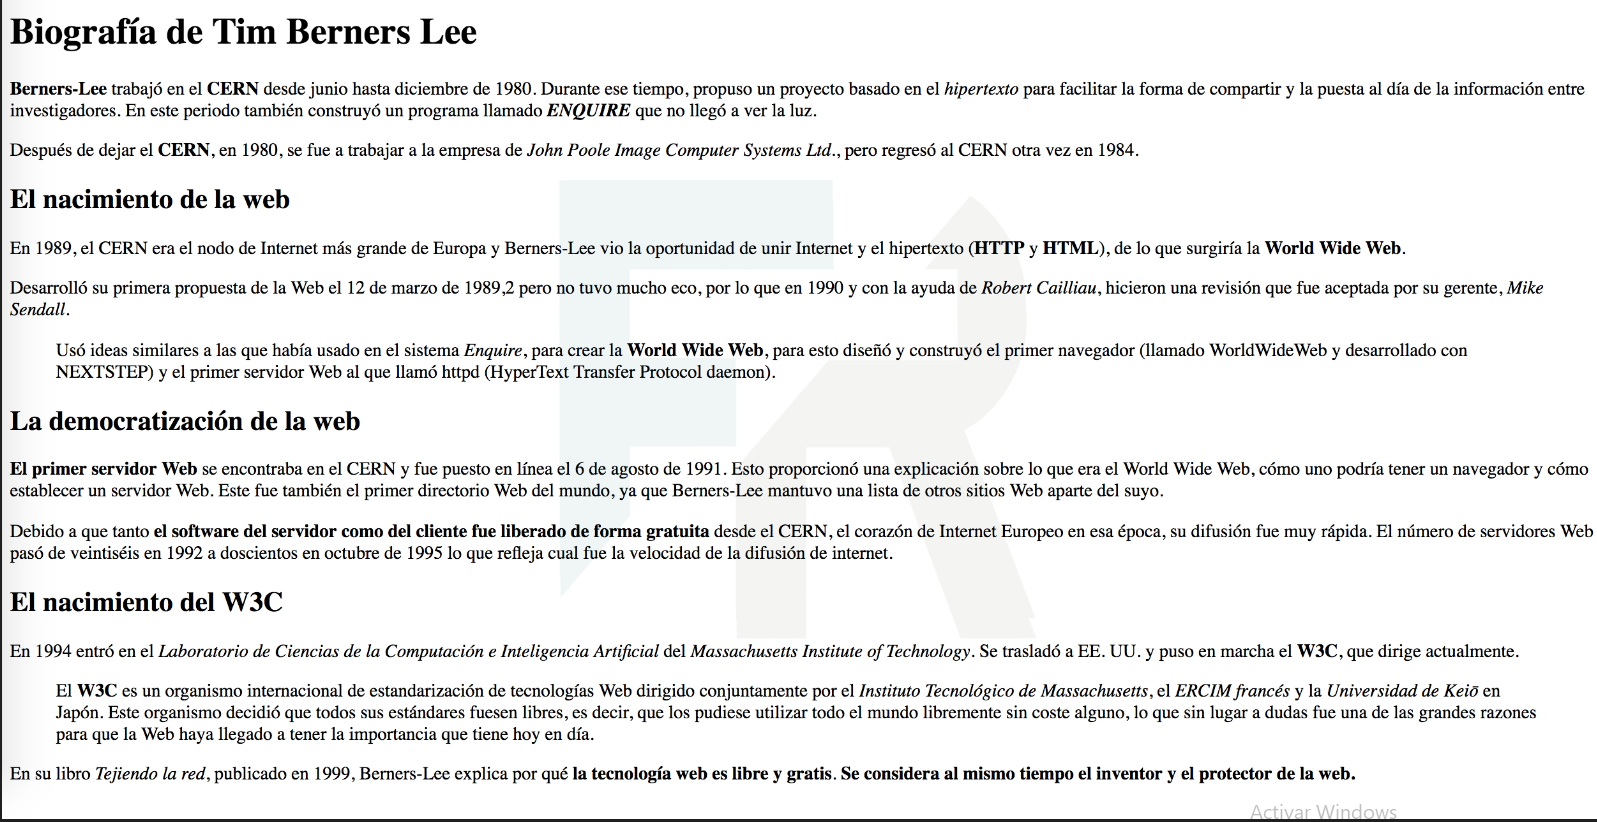 Biografía de Tim Berners Lee
Berners-Lee trabajó en el CERN desde junio hasta diciembre de 1980. Durante ese tiempo, propuso un proyecto basado en el hipertexto para facilitar la forma de compartir y la puesta al día de la información entre
investigadores. En este periodo también construyó un programa llamado ENQUIRE que no llegó a ver la luz.
Después de dejar el CERN, en 1980, se fue a trabajar a la empresa de John Poole Image Computer Systems Ltd., pero regresó al CERN otra vez en 1984.
El nacimiento de la web
En 1989, el CERN era el nodo de Internet más grande de Europa y Berners-Lee vio la oportunidad de unir Internet y el hipertexto (HTTP y HTML), de lo que surgiría la World Wide Web.
Desarrolló su primera propuesta de la Web el 12 de marzo de 1989,2 pero no tuvo mucho eco, por lo que en 1990 y con la ayuda de Robert Cailliau, hicieron una revisión que fue aceptada por su gerente, Mike
Sendall.
Usó ideas similares a las que había usado en el sistema Enquire, para crear la World Wide Web, para esto diseñó y construyó el primer navegador (llamado WorldWideWeb y desarrollado con
NEXTSTEP) y el primer servidor Web al que llamó httpd (HyperText Transfer Protocol daemon).
La democratización de la web
El primer servidor Web se encontraba en el CERN y fue puesto en línea el 6 de agosto de 1991. Esto proporcionó una explicación sobre lo que era el World Wide Web, cómo uno podría tener un navegador y cómo
establecer un servidor Web. Este fue también el primer directorio Web del mundo, ya que Berners-Lee mantuvo una lista de otros sitios Web aparte del suyo.
Debido a que tanto el software del servidor como del cliente fue liberado de forma gratuita desde el CERN, el corazón de Internet Europeo en esa época, su difusión fue muy rápida. El número de servidores Web
pasó de veintiséis en 1992 a doscientos en octubre de 1995 lo que refleja cual fue la velocidad de la difusión de internet.
El nacimiento del W3C
En 1994 entró en el Laboratorio de Ciencias de la Computación e Inteligencia Artificial del Massachusetts Institute of Technology. Se trasladó a EE. UU. y puso en marcha el W3C, que dirige actualmente.
El W3C es un organismo internacional de estandarización de tecnologías Web dirigido conjuntamente por el Instituto Tecnológico de Massachusetts, el ERCIM francés y la Universidad de Keiō en
Japón. Este organismo decidió que todos sus estándares fuesen libres, es decir, que los pudiese utilizar todo el mundo libremente sin coste alguno, lo que sin lugar a dudas fue una de las grandes razones
para que la Web haya llegado a tener la importancia que tiene hoy en día.
En su libro Tejiendo la red, publicado en 1999, Berners-Lee explica por qué la tecnología web es libre y gratis. Se considera al mismo tiempo el inventor y el protector de la web.
Activar Windows